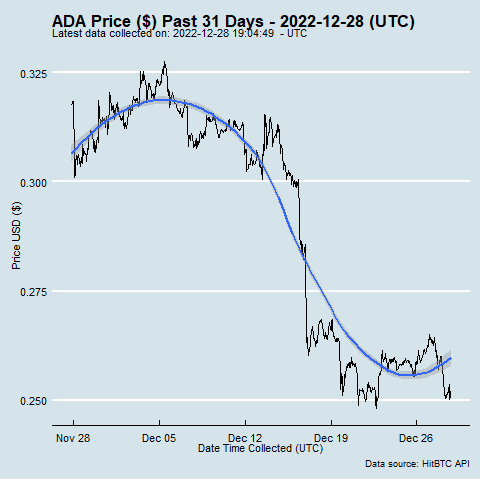 ADA Price ($) Past 31 Days - 2022-12-28 (UTC)
Latest data collected on: 2022-12-28 19:04:49 - UTC
0.325
0.300
0.275
0.250
Price USD ($)
Nov 28 Dec 05 Dec 12 Dec 19 Dec 26
Date Time Collected (UTC)
Data source: HitBTC API